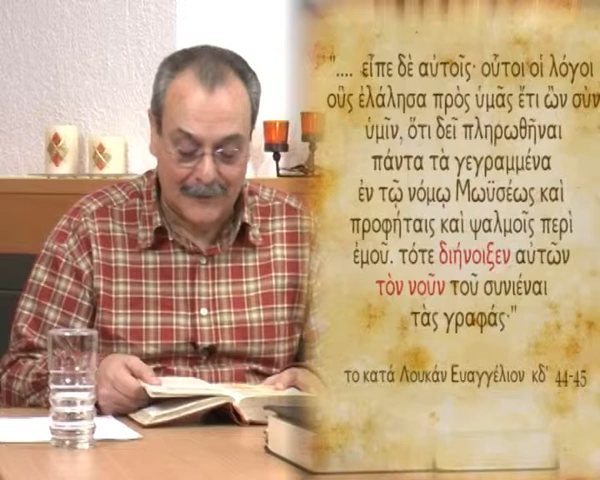 ".... εἶπε δὲ αὐτοῖς· οὗτοι οἱ λόγοι
οὓς ἐλάλησα πρὸς ὑμᾶς ἔτι ὢν σὺν
ὑμῖν, ὅτι δεῖ πληρωθῆναι
πάντα τὰ γεγραμμένα
ἐν τῷ νόμῳ Μωϋσέως καὶ
προφήταις καὶ ψαλμοῖς περὶ
ἐμοῦ. τότε διήνοιξεν αὐτῶν
τὸν νοῦν τοῦ συνιέναι
τὰς γραφάς·"
το κατά Λουκάν Ευαγγέλιον κδ' 44-45